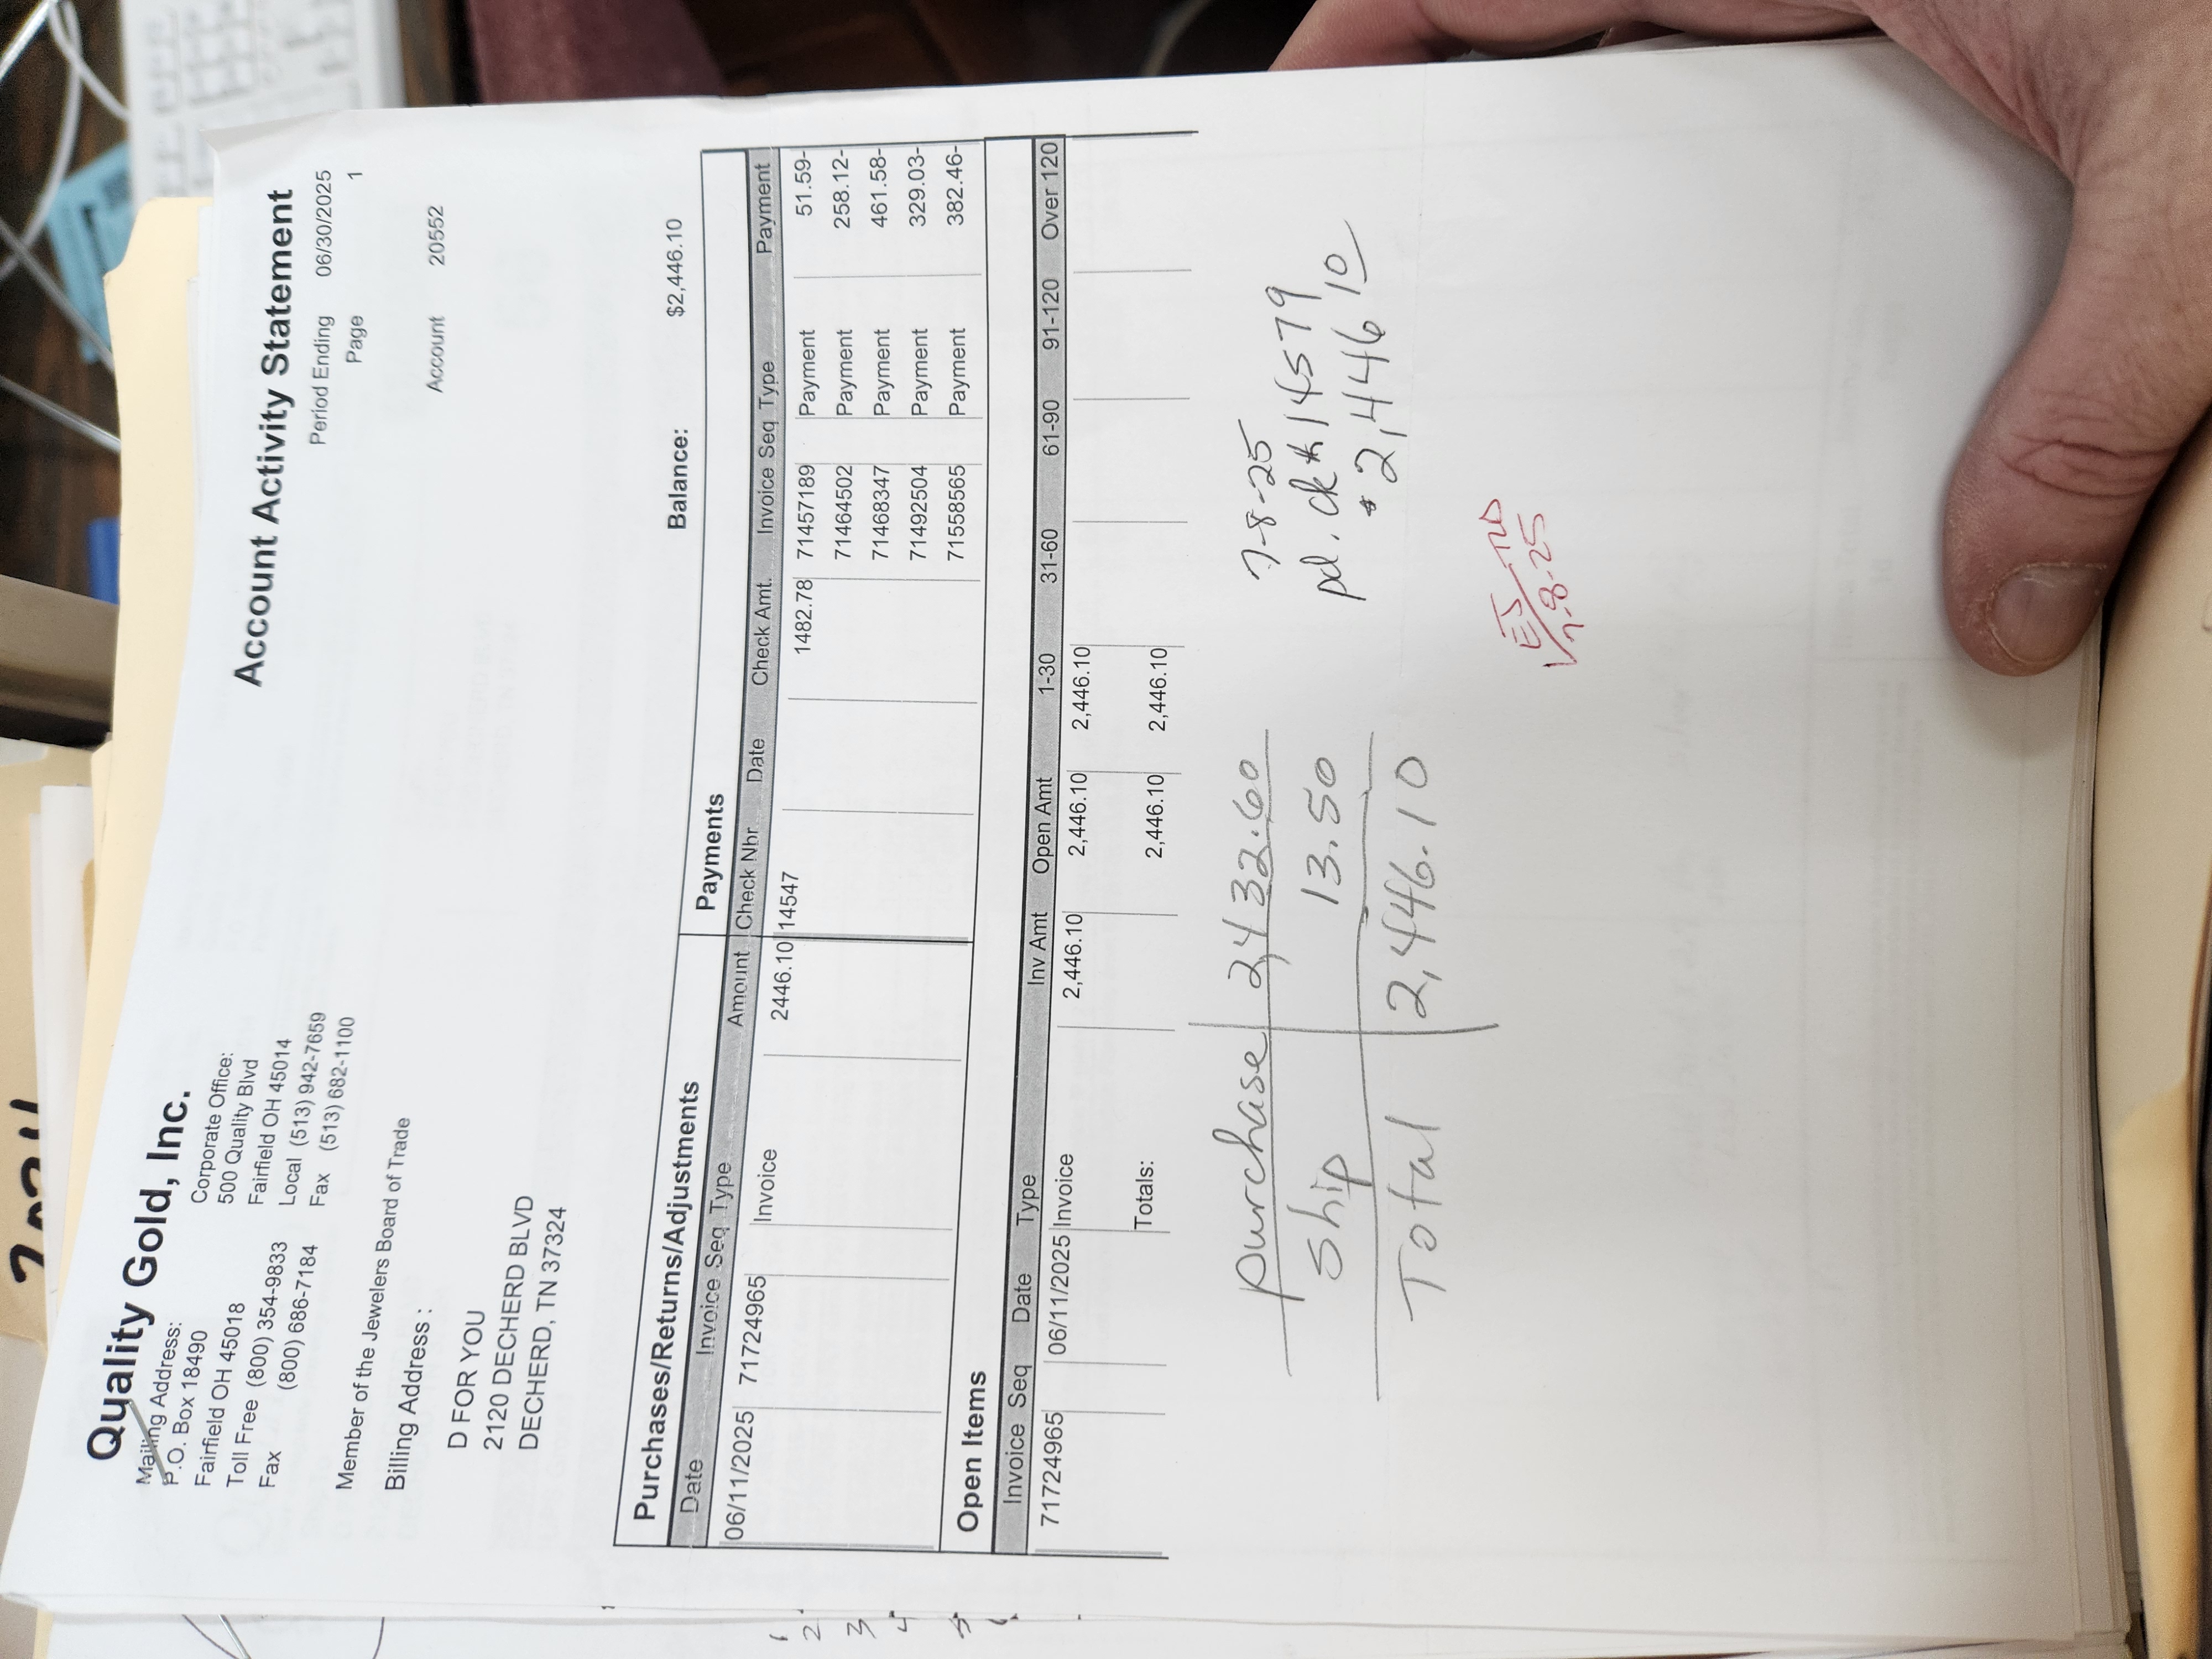 Quality Gold, Inc.
Mailing Address:
P.O. Box 18490
Fairfield OH 45018
Toll Free (800) 354-9833
Fax (800) 686-7184
Corporate Office:
500 Quality Blvd
Fairfield OH 45014
Local (513) 942-7659
Fax (513) 682-1100
Member of the Jewelers Board of Trade
Account Activity Statement
Period Ending 06/30/2025
Page 1
Account 20552
Billing Address :
D FOR YOU
2120 DECHERD BLVD
DECHERD, TN 37324
Balance: $2,446.10
Purchases/Returns/Adjustments Payments
Date Invoice Seq Type Amount Check Nbr Date Check Amt. Invoice Seq Type Payment
06/11/2025 71724965 Invoice 2446.10 14547 1482.78 71457189 Payment 51.59-
71464502 Payment 258.12-
71468347 Payment 461.58-
71492504 Payment 329.03-
71558565 Payment 382.46-
Open Items
Invoice Seq Date Type Inv Amt Open Amt 1-30 31-60 61-90 91-120 Over 120
71724965 06/11/2025 Invoice 2,446.10 2,446.10 2,446.10
Totals: 2,446.10 2,446.10
purchase 2,432.60
ship 13.50
Total 2,446.10
7-8-25
pd. ck# 14579
$2,446.10
7-8-25
1
2
3
4
5